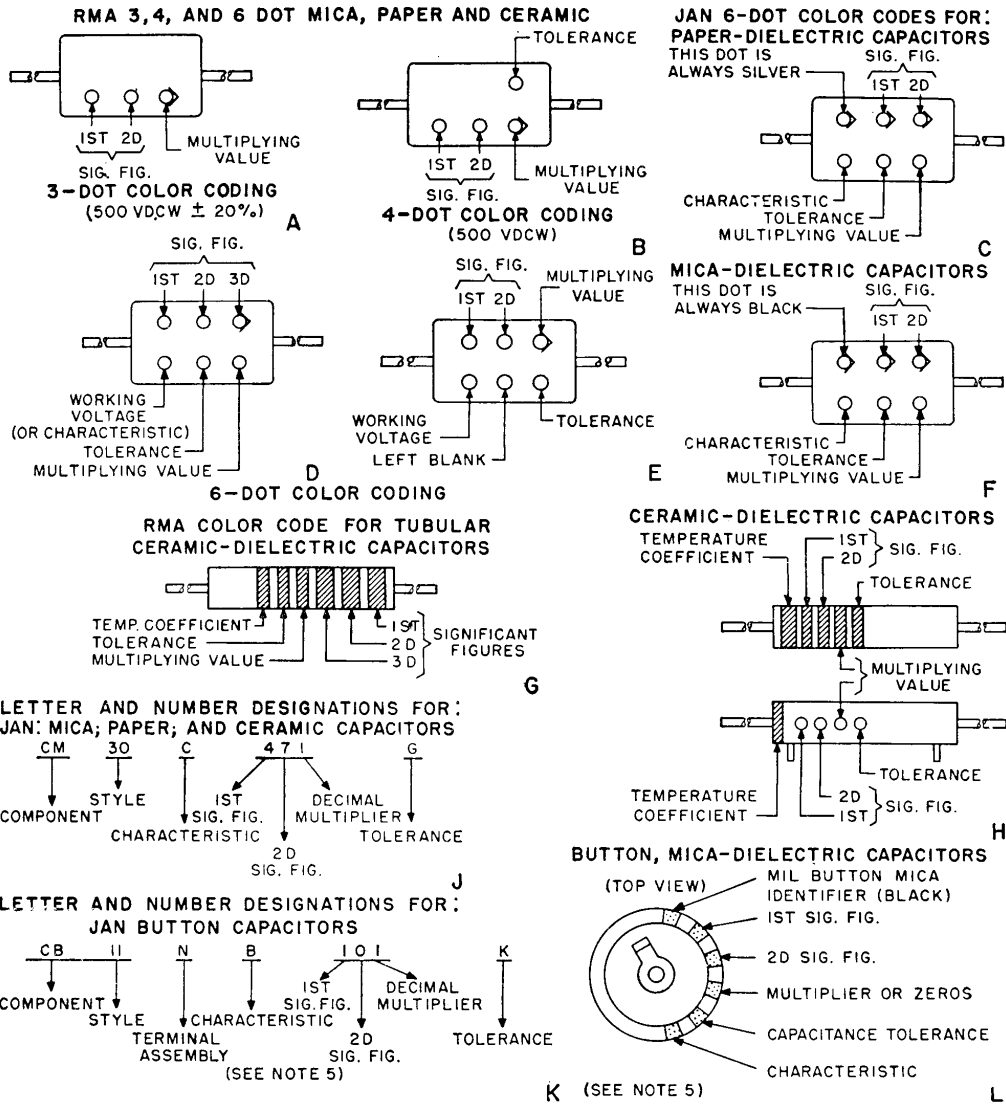 RMA 3,4, AND 6 DOT MICA, PAPER AND CERAMIC
1ST 2D
SIG. FIG.
MULTIPLYING
VALUE
3-DOT COLOR CODING
(500 VDCW ± 20%)
A
TOLERANCE
1ST 2D
SIG. FIG.
MULTIPLYING
VALUE
4-DOT COLOR CODING
(500 VDCW)
B
JAN 6-DOT COLOR CODES FOR:
PAPER-DIELECTRIC CAPACITORS
THIS DOT IS
ALWAYS SILVER
SIG. FIG.
1ST 2D
CHARACTERISTIC
TOLERANCE
MULTIPLYING VALUE
C
SIG. FIG.
1ST 2D 3D
WORKING
VOLTAGE
(OR CHARACTERISTIC)
TOLERANCE
MULTIPLYING VALUE
D
SIG. FIG.
1ST 2D
MULTIPLYING
VALUE
WORKING
VOLTAGE
LEFT BLANK
TOLERANCE
E
6-DOT COLOR CODING
MICA-DIELECTRIC CAPACITORS
THIS DOT IS
ALWAYS BLACK
SIG. FIG.
1ST 2D
CHARACTERISTIC
TOLERANCE
MULTIPLYING VALUE
F
RMA COLOR CODE FOR TUBULAR
CERAMIC-DIELECTRIC CAPACITORS
TEMP. COEFFICIENT
TOLERANCE
MULTIPLYING VALUE
1ST
2D
3D
SIGNIFICANT
FIGURES
G
CERAMIC-DIELECTRIC CAPACITORS
TEMPERATURE
COEFFICIENT
1ST
2D
SIG. FIG.
TOLERANCE
MULTIPLYING
VALUE
TOLERANCE
TEMPERATURE
COEFFICIENT
2D
1ST
SIG. FIG.
H
LETTER AND NUMBER DESIGNATIONS FOR:
JAN: MICA; PAPER; AND CERAMIC CAPACITORS
CM 30 C 471 G
COMPONENT
STYLE
CHARACTERISTIC
1ST
SIG. FIG.
2D
SIG. FIG.
DECIMAL
MULTIPLIER
TOLERANCE
J
LETTER AND NUMBER DESIGNATIONS FOR:
JAN BUTTON CAPACITORS
CB 11 N B 101 K
COMPONENT
STYLE
TERMINAL
ASSEMBLY
CHARACTERISTIC
1ST
SIG.FIG.
2D
SIG. FIG.
DECIMAL
MULTIPLIER
TOLERANCE
(SEE NOTE 5)
K
BUTTON, MICA-DIELECTRIC CAPACITORS
(TOP VIEW)
MIL BUTTON MICA
IDENTIFIER (BLACK)
1ST SIG. FIG.
2D SIG. FIG.
MULTIPLIER OR ZEROS
CAPACITANCE TOLERANCE
CHARACTERISTIC
(SEE NOTE 5)
L